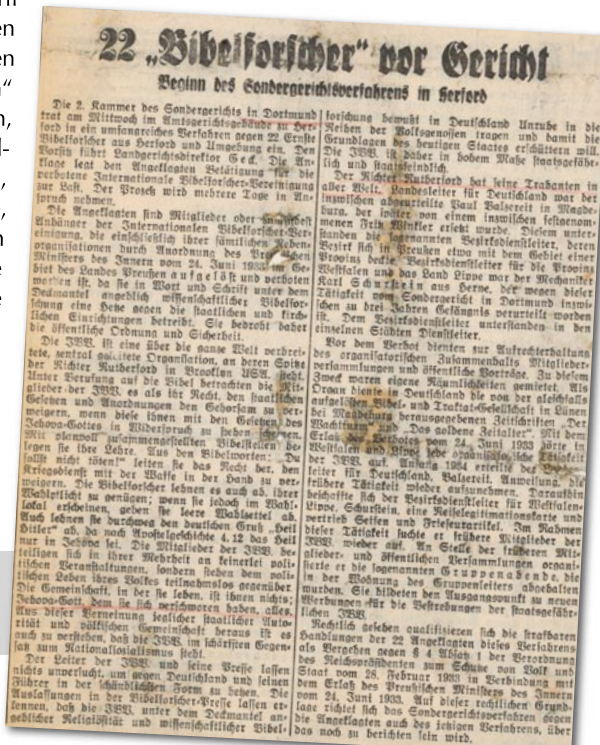 22 „Bibelforscher“ vor Gericht
Beginn des Sondergerichtsverfahrens in Herford
Die 2. Kammer des Sondergerichts in Dortmund
trat am Mittwoch im Amtsgerichtsgebäude zu Her-
ford in ein umfangreiches Verfahren gegen 22 Ernste
Bibelforscher aus Herford und Umgebung ein. Den
Vorsitz führt Landgerichtsdirektor Geck. Die An-
klage legt den Angeklagten Betätigung für die
verbotene Internationale Bibelforscher-Vereinigung
zur Last. Der Prozeß wird mehrere Tage in An-
spruch nehmen.
Die Angeklagten sind Mitglieder oder
Anhänger der Internationalen Bibelforscher-Ver-
einigung, die einschließlich ihrer sämtlichen Neben-
organisationen durch Anordnung des Preußischen
Ministers des Innern vom 24. Juni 1933 im Ge-
biet des Landes Preußen aufgelöst und verboten
worden ist, da sie in Wort und Schrift unter dem
Deckmantel angeblich wissenschaftlicher Bibelfor-
schung eine Hetze gegen die staatlichen und kirch-
lichen Einrichtungen betreibt. Sie bedroht daher
die öffentliche Ordnung und Sicherheit.
Die IBV. ist eine über die ganze Welt verbrei-
tete, zentral geleitete Organisation, an deren Spitze
der Richter Rutherford in Brooklyn USA. steht.
Unter Berufung auf die Bibel betrachten die Mit-
glieder der IBV. es als ihr Recht, den staatlichen
Gesetzen und Anordnungen den Gehorsam zu ver-
weigern, wenn diese ihnen mit den Gesetzen des
Jehova-Gottes in Widerspruch zu stehen scheinen.
Mit planvoll zusammengestellten Bibelstellen be-
legen sie ihre Lehre. Aus den Bibelworten „Du
sollst nicht töten“ leiten sie das Recht her, den
Kriegsdienst mit der Waffe in der Hand zu ver-
weigern. Die Bibelforscher lehnen es auch ab, ihrer
Wahlpflicht zu genügen; wenn sie jedoch im Wahl-
lokal erscheinen, geben sie leere Wahlzettel ab.
Auch lehnen sie durchweg den deutschen Gruß „Heil
Hitler“ ab, da nach Apostelgeschichte 4, 12 das Heil
nur in Jehova sei. Die Mitglieder der IBV. be-
teiligen sich in ihrer Mehrheit an keinerlei poli-
tischen Veranstaltungen, sondern stehen dem poli-
tischen Leben ihres Volkes teilnahmslos gegenüber.
Die Gemeinschaft, in der sie leben, ist ihnen nichts;
Jehova-Gott, dem sie sich verschworen haben, alles.
Aus dieser Verneinung jeglicher staatlicher Auto-
rität und völkischen Gemeinschaft heraus ist es
auch zu verstehen, daß die IBV. im schärfsten Gegen-
satz zum Nationalsozialismus steht.
Der Leiter der IBV. und seine Presse lassen
nichts unversucht, um gegen Deutschland und seinen
Führer in der schändlichsten Form zu hetzen. Die
Auslassungen in der Bibelforscher-Presse lassen er-
kennen, daß die IBV. unter dem Deckmantel an-
geblicher Religiosität und wissenschaftlicher Bibel-
forschung bewußt in Deutschland Unruhe in die
Reihen der Volksgenossen tragen und damit die
Grundlagen des heutigen Staates erschüttern will.
Die IBV. ist daher in hohem Maße staatsgefähr-
lich und staatsfeindlich.
Der Richter Rutherford hat seine Trabanten in
aller Welt. Landesleiter für Deutschland war der
inzwischen abgeurteilte Paul Balzereit in Magde-
burg, der später von einem inzwischen festgenom-
menen Fritz Winkler ersetzt wurde. Diesem unter-
standen die sogenannten Bezirksdienstleiter, deren
Bezirk sich in Preußen etwa mit dem Gebiet einer
Provinz deckte. Bezirksdienstleiter für die Provinz
Westfalen und das Land Lippe war der Mechaniker
Karl Schurstein aus Herne, der wegen dieser
Tätigkeit vom Sondergericht in Dortmund inzwi-
schen zu drei Jahren Gefängnis verurteilt worden
ist. Dem Bezirksdienstleiter unterstanden in den
einzelnen Städten Dienstleiter.
Vor dem Verbot dienten zur Aufrechterhaltung
des organisatorischen Zusammenhalts Mitglieder-
versammlungen und öffentliche Vorträge. Zu diesem
Zweck waren eigene Räumlichkeiten gemietet. Als
Organ diente in Deutschland die von der gleichfalls
aufgelösten Bibel- und Traktat-Gesellschaft in Lünen
bei Magdeburg herausgegebenen Zeitschriften „Der
Wachtturm“ und „Das goldene Zeitalter“. Mit dem
Erlaß des Verbotes vom 24. Juni 1933 hörte in
Westfalen Lippe jede organisatorische Tätigkeit
der IBV. auf. Anfang 1934 erteilte der
leiter für Deutschland, Balzereit, Anweisung, die
frühere Tätigkeit wieder aufzunehmen. Daraufhin
beschaffte sich der Bezirksdienstleiter für Westfalen-
Lippe, Schurstein, eine Reiselegitimationskarte und
vertrieb Seifen und Friseurartikel. Im Rahmen
dieser Tätigkeit suchte er frühere Mitglieder der
IBV. wieder auf. An Stelle der früheren Mit-
glieder- und öffentlichen Versammlungen organi-
sierte er die sogenannten Gruppenabende, die
in der Wohnung des Gruppenleiters abgehalten
wurden. Sie bildeten den Ausgangspunkt zu neuen
Werbungen für die Bestrebungen der staatsgefähr-
lichen IBV.
Rechtlich gesehen qualifizieren sich die strafbaren
Handlungen der 22 Angeklagten dieses Verfahrens
als Vergehen gegen § 4 Absatz 1 der Verordnung
des Reichspräsidenten zum Schutze von Volk und
Staat vom 28. Februar 1933 in Verbindung mit
dem Erlaß des Preußischen Ministers des Innern
vom 24. Juni 1933. Auf dieser rechtlichen Grund-
lage richtet sich das Sondergerichtsverfahren gegen
die Angeklagten auch des jetzigen Verfahrens, über
das noch zu berichten sein wird.